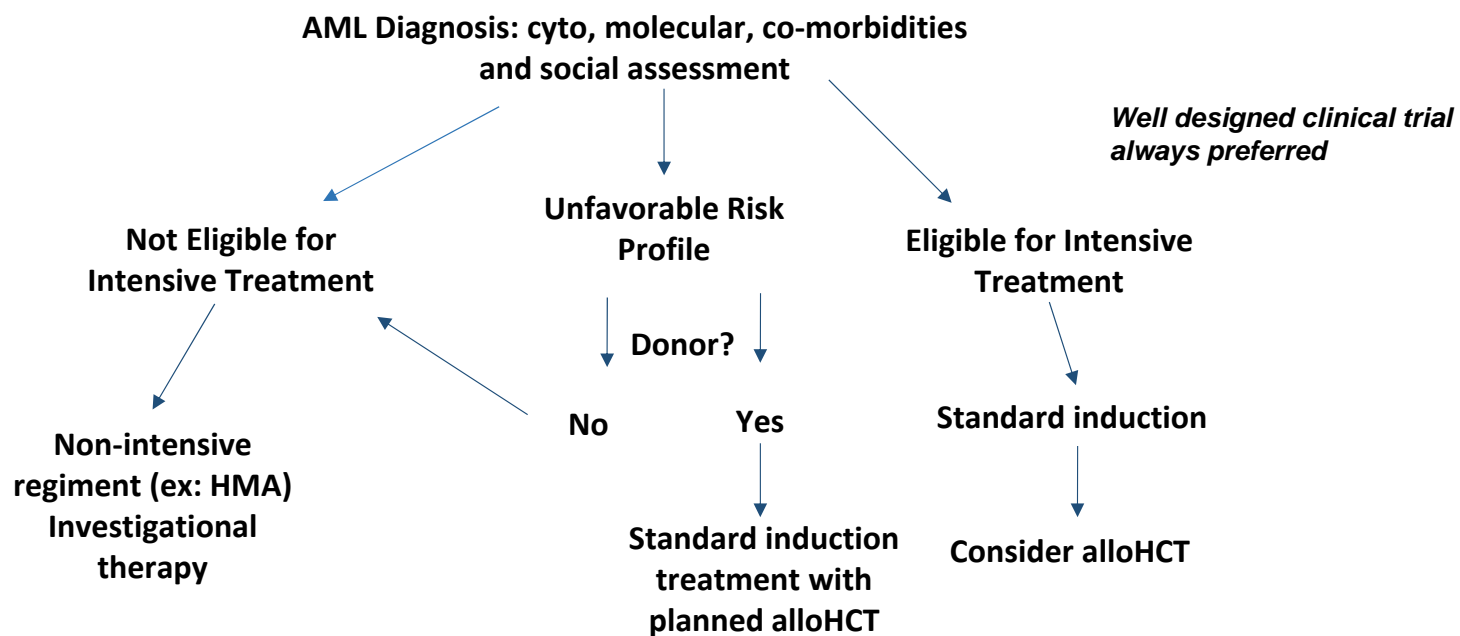 AML Diagnosis: cyto, molecular, co-morbidities
and social assessment
Well designed clinical trial
always preferred
Not Eligible for
Intensive Treatment
Unfavorable Risk
Profile
Eligible for Intensive
Treatment
Donor?
No
Yes
Standard induction
Non-intensive
regiment (ex: HMA)
Investigational
therapy
Standard induction
treatment with
planned alloHCT
Consider alloHCT